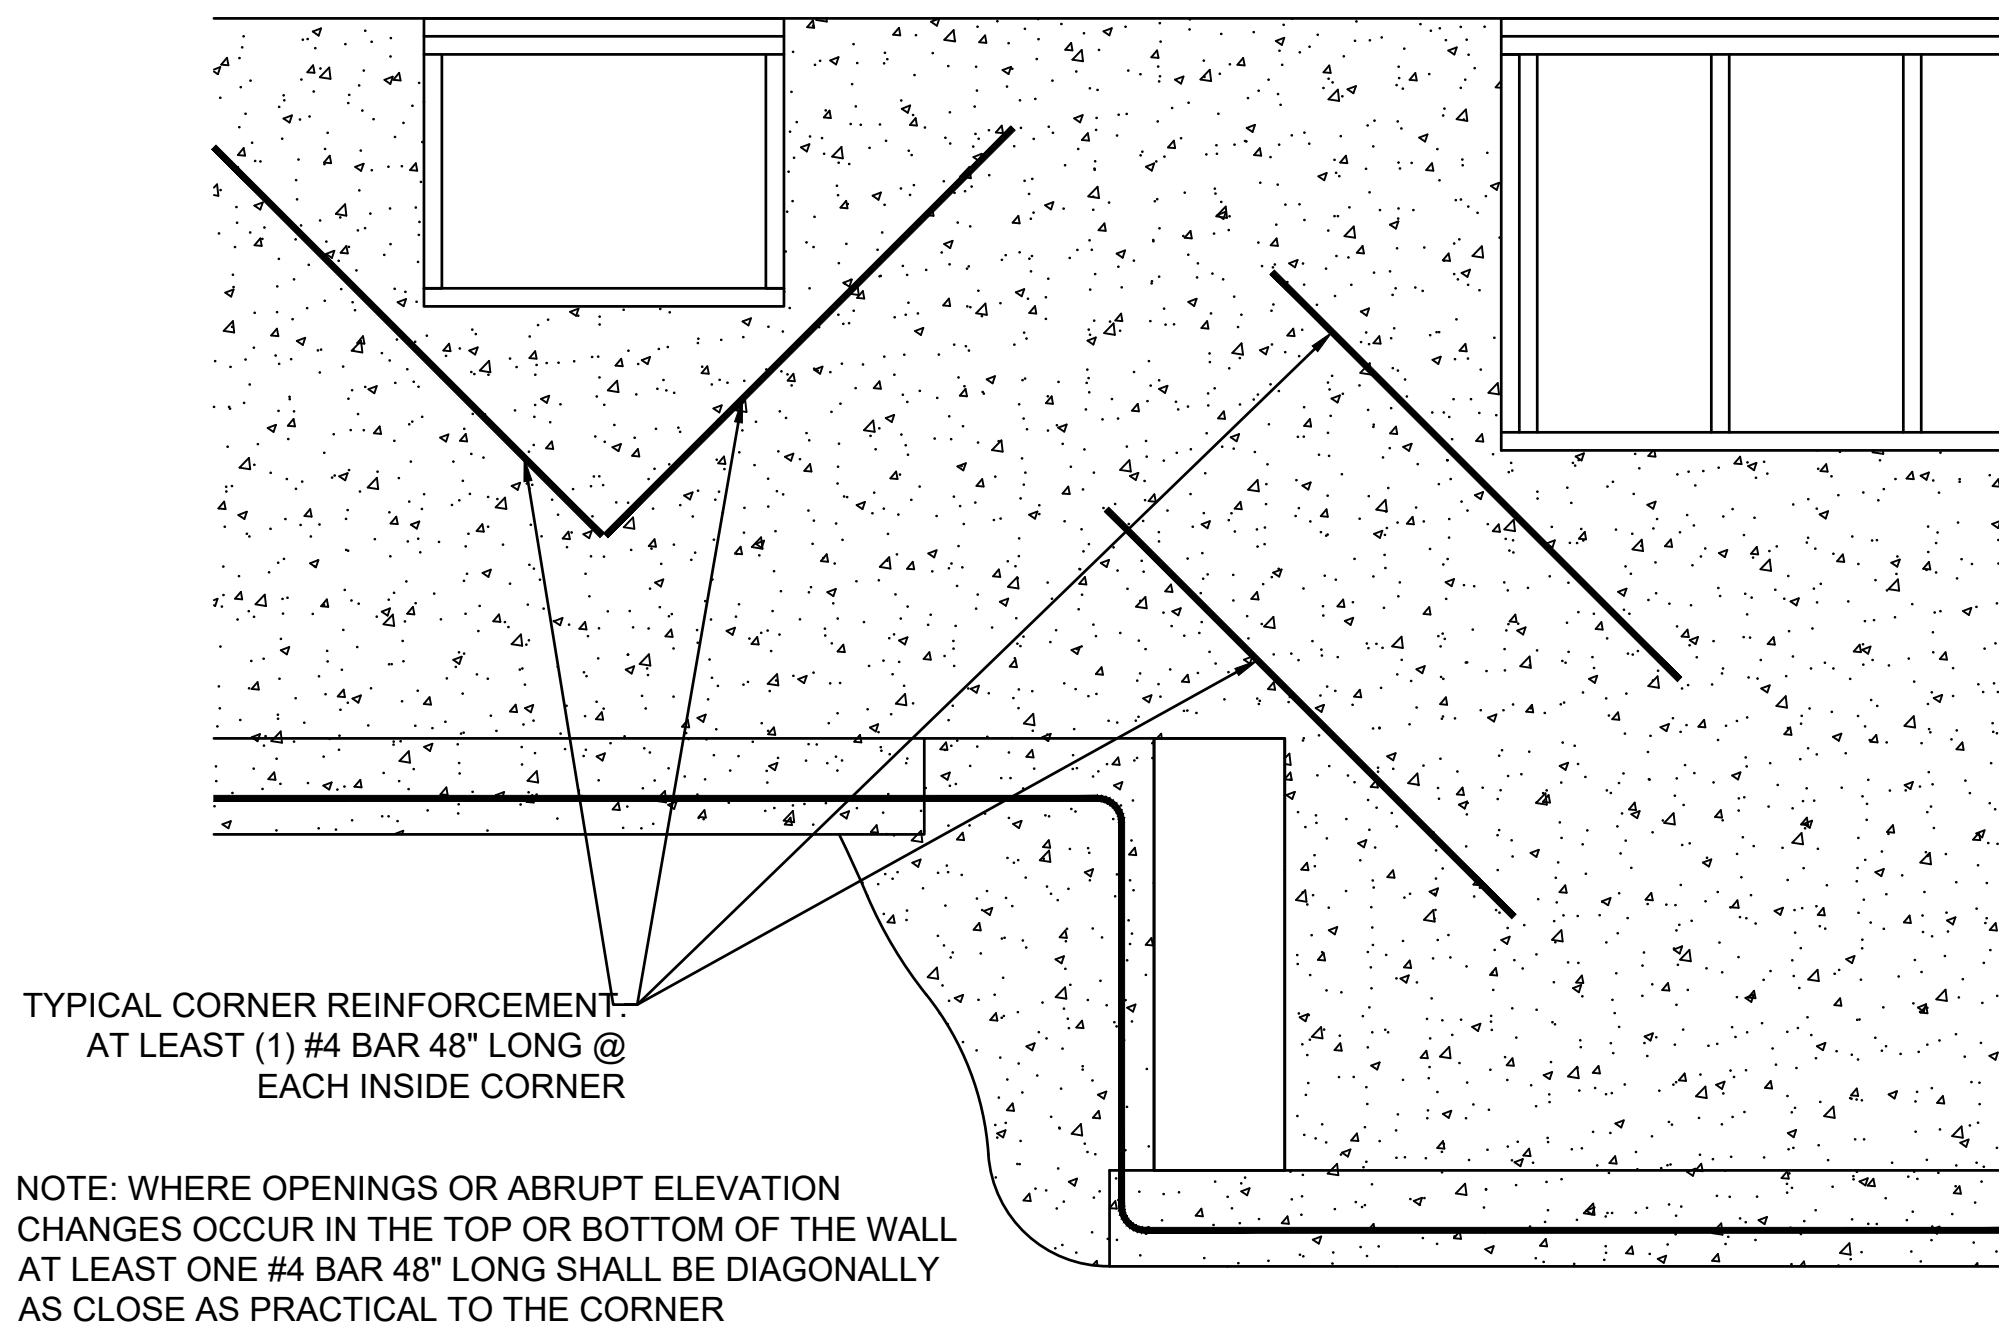 TYPICAL CORNER REINFORCEMENT.
AT LEAST (1) #4 BAR 48" LONG @
EACH INSIDE CORNER
NOTE: WHERE OPENINGS OR ABRUPT ELEVATION
CHANGES OCCUR IN THE TOP OR BOTTOM OF THE WALL
AT LEAST ONE #4 BAR 48" LONG SHALL BE DIAGONALLY
AS CLOSE AS PRACTICAL TO THE CORNER